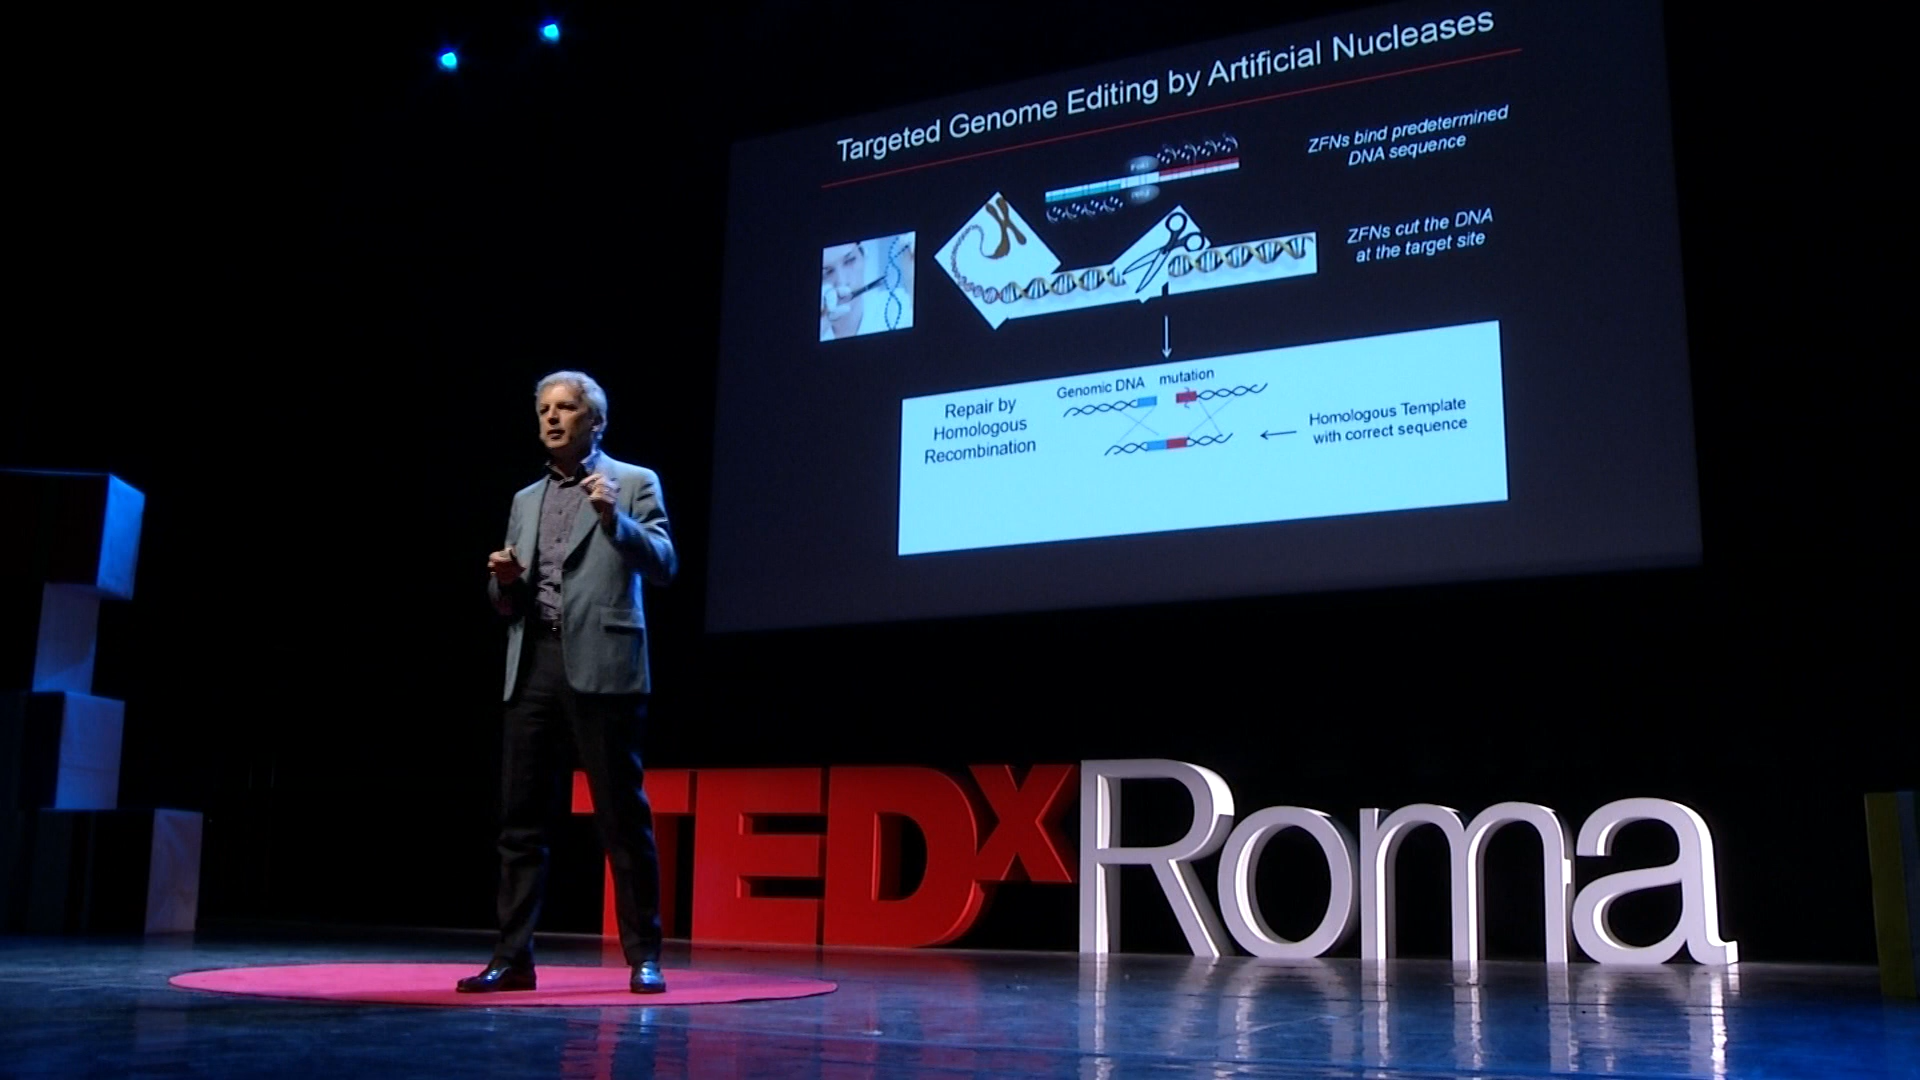 Targeted Genome Editing by Artificial Nucleases
ZFNs bind predetermined
DNA sequence
FokI
ZFNs cut the DNA
at the target site
Genomic DNA mutation
Repair by
Homologous
Recombination
Homologous Template
with correct sequence
TEDxRoma